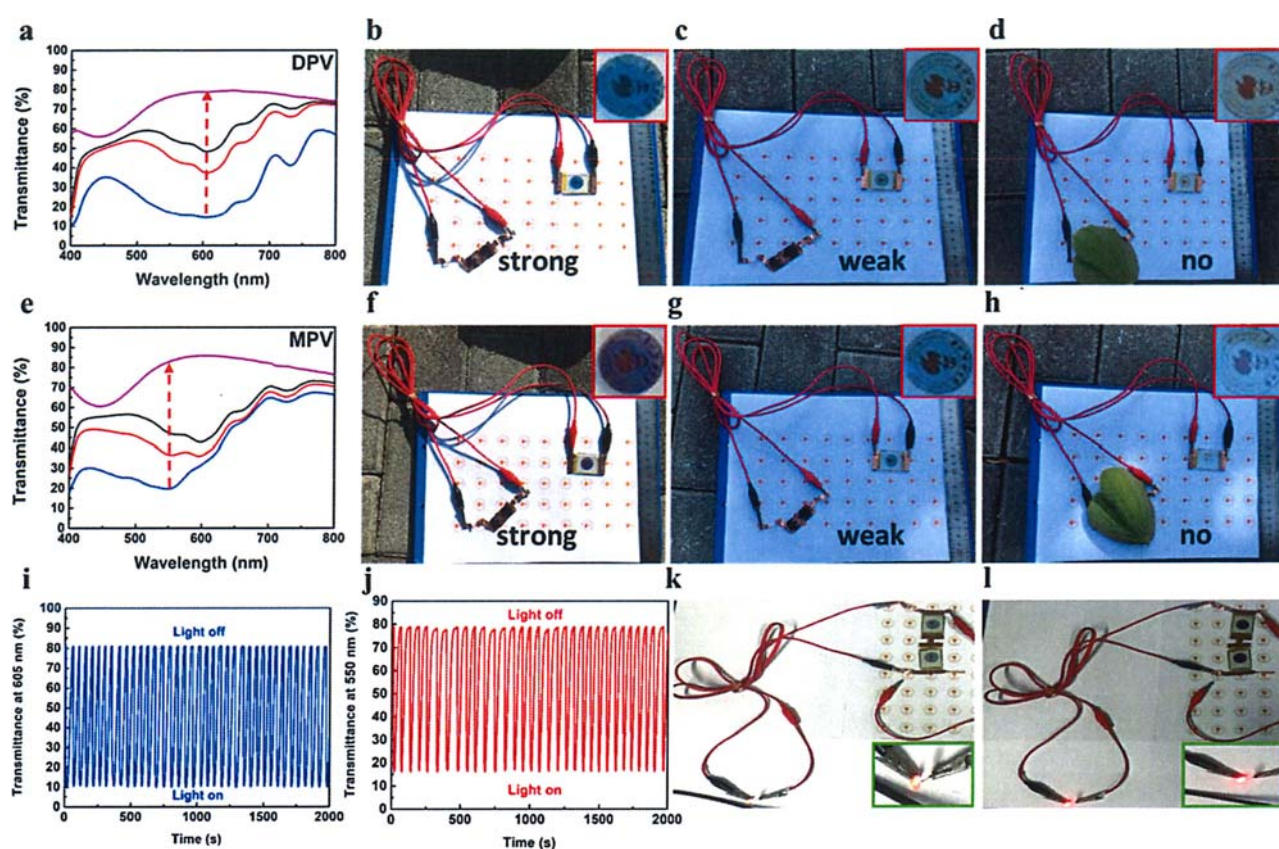 a
b
c
d
DPV
100
90
80
70
60
50
40
30
20
10
0
Transmittance (%)
400 500 600 700 800
Wavelength (nm)
strong
weak
no
e
f
g
h
MPV
100
90
80
70
60
50
40
30
20
10
0
Transmittance (%)
400 500 600 700 800
Wavelength (nm)
strong
weak
no
i
j
k
l
100
90
80
70
60
50
40
30
20
10
0
Transmittance at 605 nm (%)
Light off
Light on
0 500 1000 1500 2000
Time (s)
90
80
70
60
50
40
30
20
10
0
Transmittance at 550 nm (%)
Light off
Light on
0 500 1000 1500 2000
Time (s)